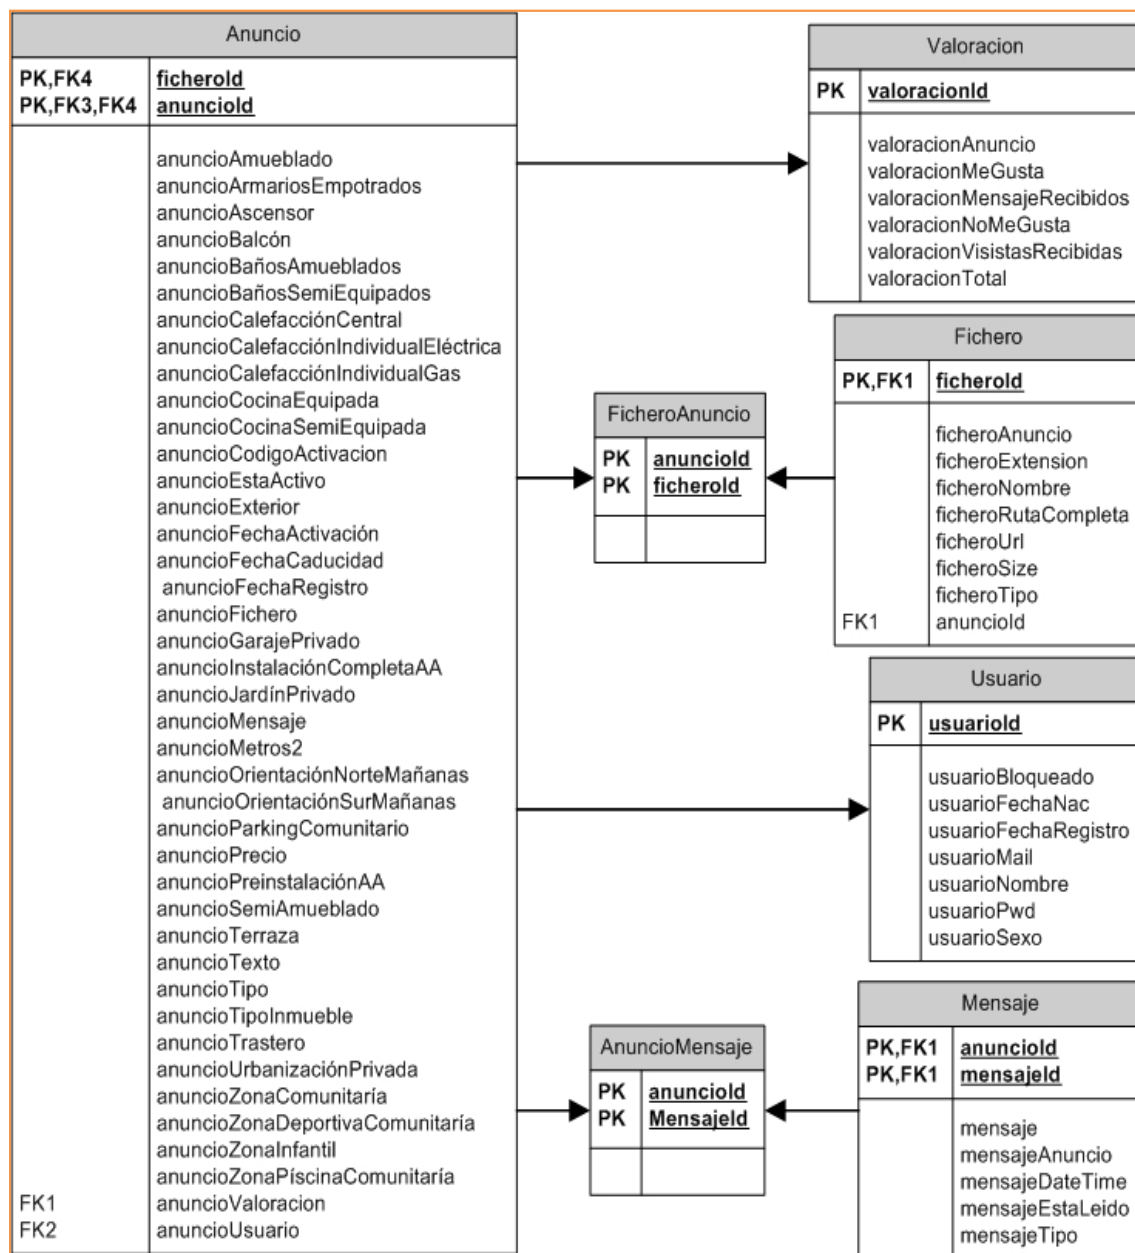 Anuncio
PK,FK4 ficheroId
PK,FK3,FK4 anuncioId
anuncioAmueblado
anuncioArmariosEmpotrados
anuncioAscensor
anuncioBalcón
anuncioBañosAmueblados
anuncioBañosSemiEquipados
anuncioCalefacciónCentral
anuncioCalefacciónIndividualEléctrica
anuncioCalefacciónIndividualGas
anuncioCocinaEquipada
anuncioCocinaSemiEquipada
anuncioCodigoActivacion
anuncioEstaActivo
anuncioExterior
anuncioFechaActivación
anuncioFechaCaducidad
anuncioFechaRegistro
anuncioFichero
anuncioGarajePrivado
anuncioInstalaciónCompletaAA
anuncioJardínPrivado
anuncioMensaje
anuncioMetros2
anuncioOrientaciónNorteMañanas
anuncioOrientaciónSurMañanas
anuncioParkingComunitario
anuncioPrecio
anuncioPreinstalaciónAA
anuncioSemiAmueblado
anuncioTerraza
anuncioTexto
anuncioTipo
anuncioTipoInmueble
anuncioTrastero
anuncioUrbanizaciónPrivada
anuncioZonaComunitaría
anuncioZonaDeportivaComunitaría
anuncioZonaInfantil
anuncioZonaPíscinaComunitaría
FK1 anuncioValoracion
FK2 anuncioUsuario
Valoracion
PK valoracionId
valoracionAnuncio
valoracionMeGusta
valoracionMensajeRecibidos
valoracionNoMeGusta
valoracionVisistasRecibidas
valoracionTotal
FicheroAnuncio
PK anuncioId
PK ficheroId
Fichero
PK,FK1 ficheroId
ficheroAnuncio
ficheroExtension
ficheroNombre
ficheroRutaCompleta
ficheroUrl
ficheroSize
ficheroTipo
FK1 anuncioId
Usuario
PK usuarioId
usuarioBloqueado
usuarioFechaNac
usuarioFechaRegistro
usuarioMail
usuarioNombre
usuarioPwd
usuarioSexo
AnuncioMensaje
PK anuncioId
PK MensajeId
Mensaje
PK,FK1 anuncioId
PK,FK1 mensajeId
mensaje
mensajeAnuncio
mensajeDateTime
mensajeEstaLeido
mensajeTipo